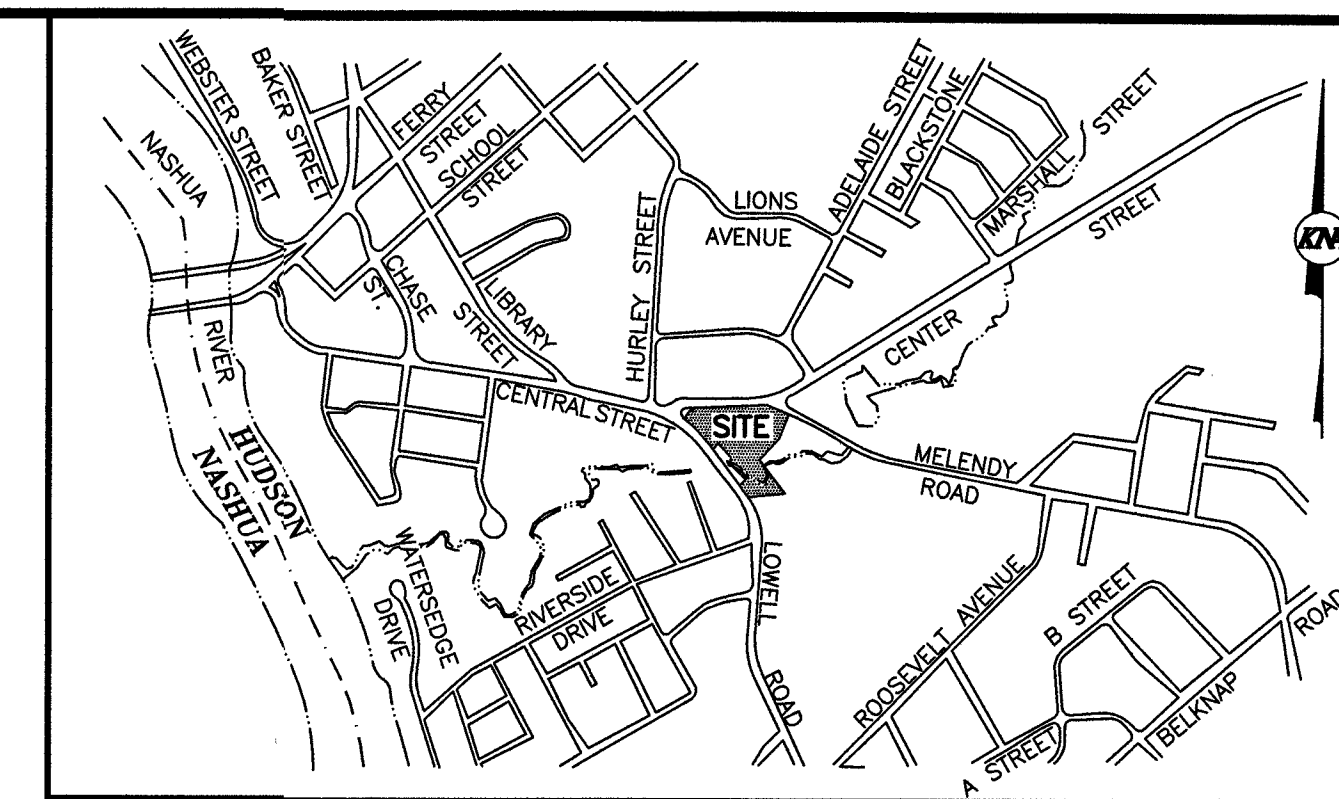 WEBSTER STREET
BAKER STREET
FERRY
STREET
SCHOOL
STREET
NASHUA
RIVER
CHASE
ST.
LIBRARY
STREET
HURLEY STREET
LIONS
AVENUE
ADELAIDE STREET
BLACKSTONE
MARSHALL
STREET
CENTER
STREET
KN
CENTRAL STREET
SITE
MELENDY
ROAD
HUDSON
NASHUA
WATERSEDGE
DRIVE
RIVERSIDE
DRIVE
LOWELL
ROAD
ROOSEVELT AVENUE
B STREET
A STREET
BELKNAP
ROAD